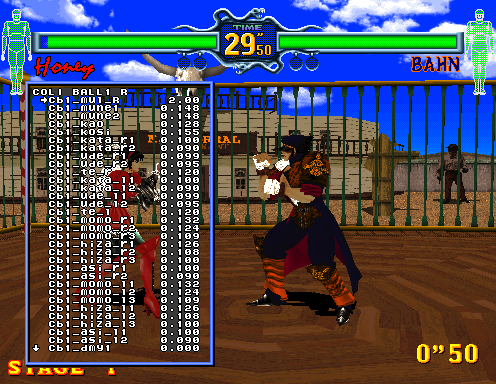 TIME
29"50
Honey
BAHN
COLI BALL1 R
→Cb1_mu1_R 2.00
Cb1_mune1 0.148
Cb1_mune2 0.148
Cb1_kao 0.128
Cb1_kosi 0.155
Cb1_kata_r1 0.100
Cb1_kata_r2 0.090
Cb1_ude_r1 0.099
Cb1_ude_r2 0.095
Cb1_te_r 0.120
Cb1_kata_l1 0.100
Cb1_kata_l2 0.090
Cb1_ude_l1 0.099
Cb1_ude_l2 0.099
Cb1_te_l 0.120
Cb1_momo_r1 0.132
Cb1_momo_r2 0.124
Cb1_momo_r3 0.109
Cb1_hiza_r1 0.126
Cb1_hiza_r2 0.108
Cb1_hiza_r3 0.100
Cb1_asi_r1 0.100
Cb1_asi_r2 0.090
Cb1_momo_l1 0.132
Cb1_momo_l2 0.124
Cb1_momo_l3 0.109
Cb1_hiza_l1 0.126
Cb1_hiza_l2 0.108
Cb1_hiza_l3 0.100
Cb1_asi_l1 0.100
Cb1_asi_l2 0.090
↓ Cb1_dmy1 0.000
0"50
STAGE 1